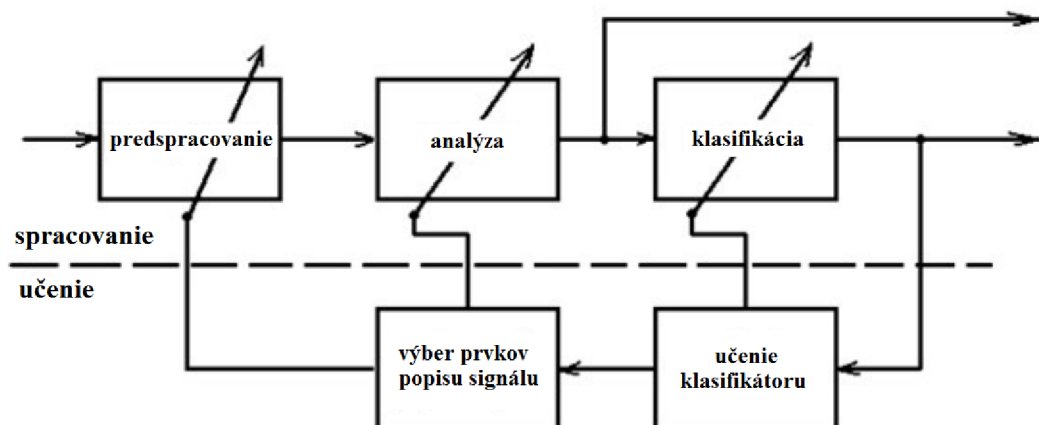 predspracovanie
analýza
klasifikácia
spracovanie
učenie
výber prvkov
popisu signálu
učenie
klasifikátoru